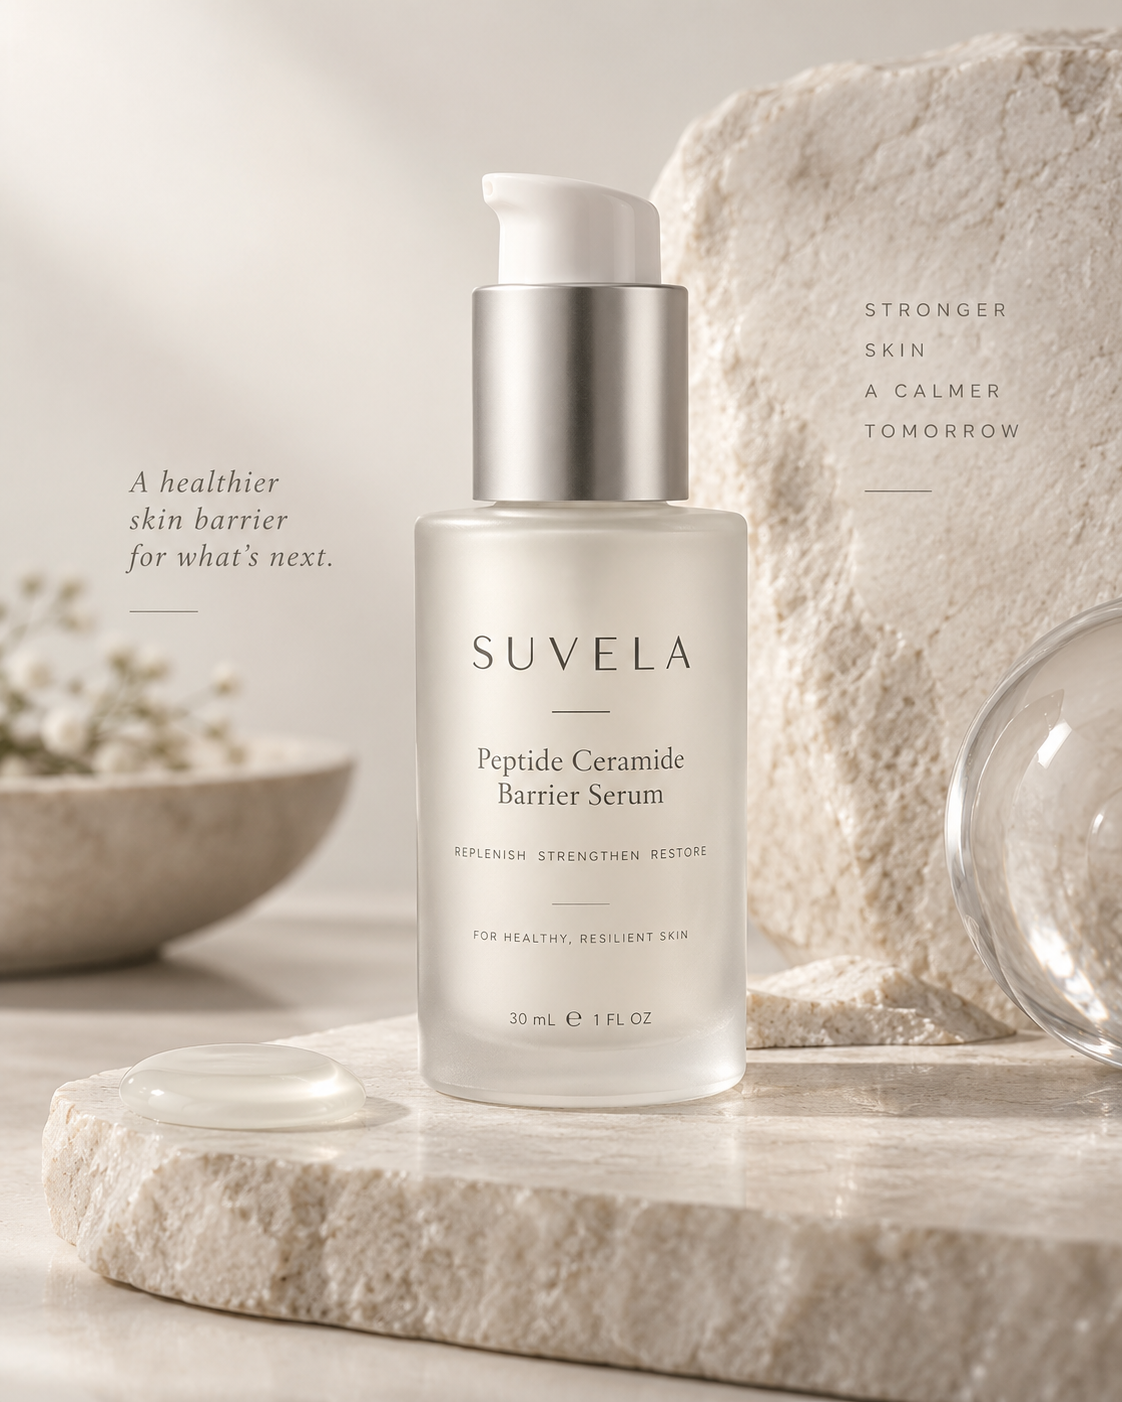 A healthier
skin barrier
for what's next.
STRONGER
SKIN
A CALMER
TOMORROW
SUVELA
Peptide Ceramide
Barrier Serum
REPLENISH STRENGTHEN RESTORE
FOR HEALTHY, RESILIENT SKIN
30 mL ℮ 1 FL OZ